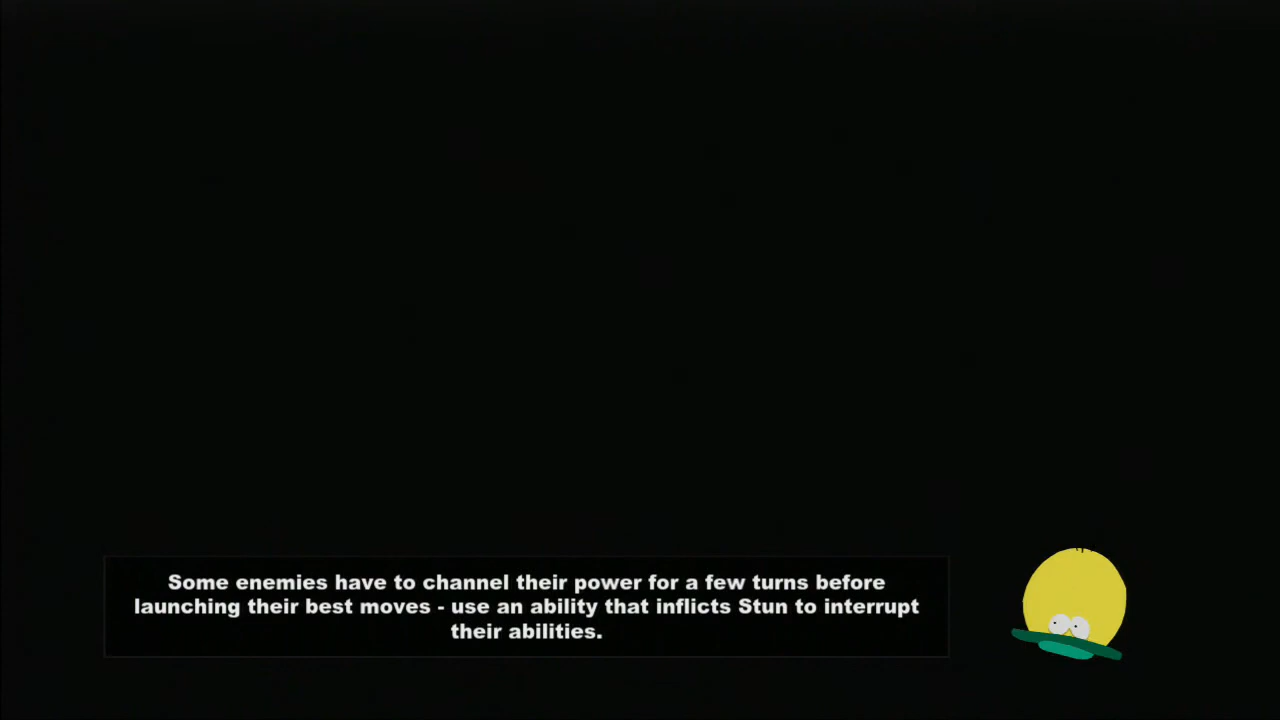 Some enemies have to channel their power for a few turns before
launching their best moves - use an ability that inflicts Stun to interrupt
their abilities.